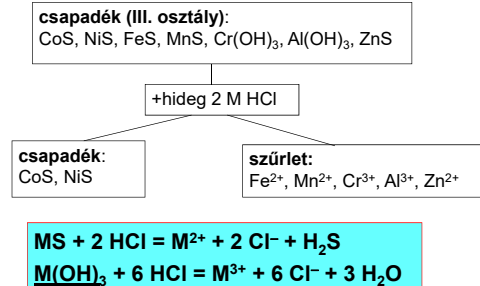 csapadék (III. osztály):
CoS, NiS, FeS, MnS, Cr(OH)₃, Al(OH)₃, ZnS
+hideg 2 M HCl
csapadék:
CoS, NiS
szűrlet:
Fe²⁺, Mn²⁺, Cr³⁺, Al³⁺, Zn²⁺
MS + 2 HCl = M²⁺ + 2 Cl⁻ + H₂S
M(OH)₃ + 6 HCl = M³⁺ + 6 Cl⁻ + 3 H₂O